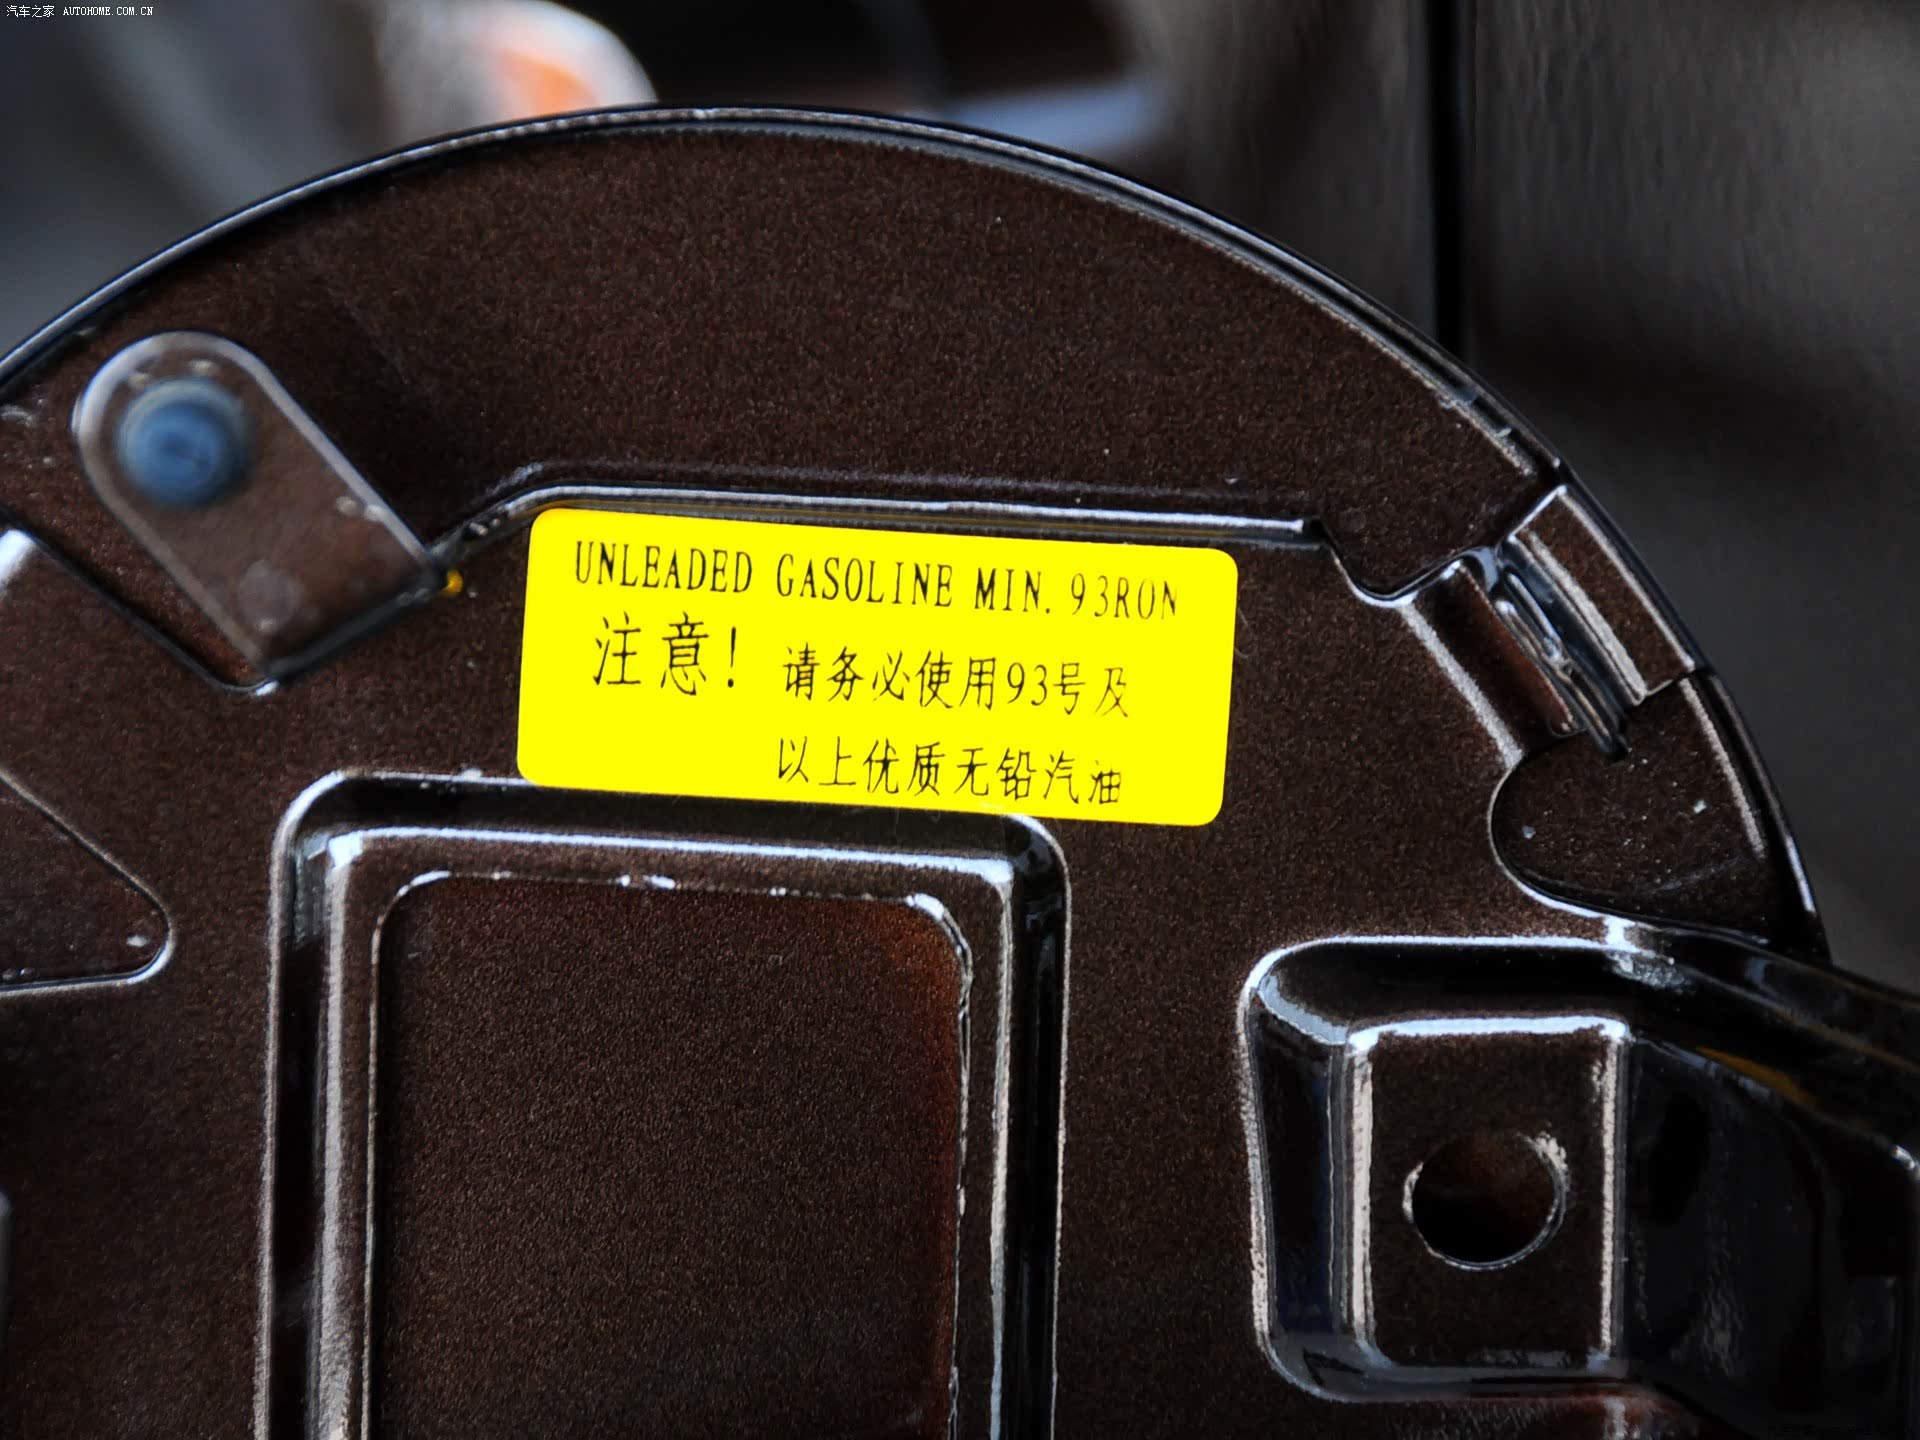 汽车之家 AUTOHOME.COM.CN
UNLEADED GASOLINE MIN. 93RON
注意! 请务必使用93号及
以上优质无铅汽油